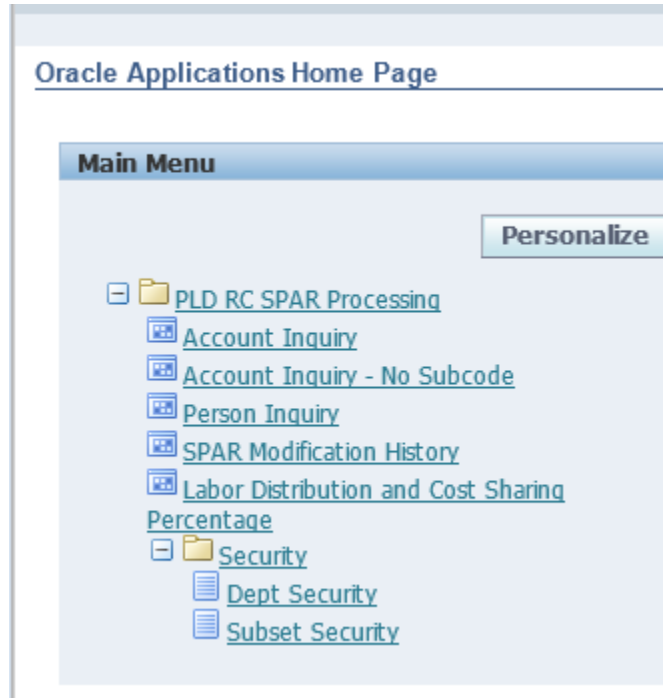 Oracle Applications Home Page
Main Menu
Personalize
PLD RC SPAR Processing
Account Inquiry
Account Inquiry - No Subcode
Person Inquiry
SPAR Modification History
Labor Distribution and Cost Sharing
Percentage
Security
Dept Security
Subset Security